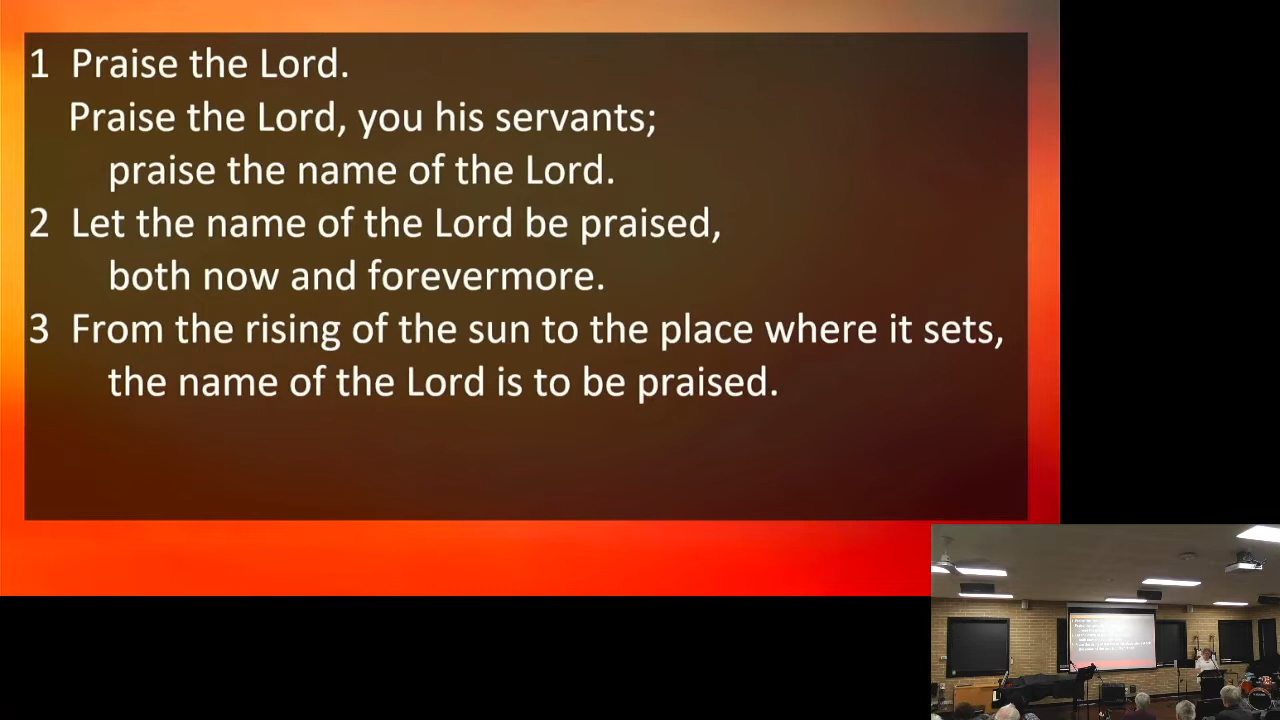 1 Praise the Lord.
Praise the Lord, you his servants;
praise the name of the Lord.
2 Let the name of the Lord be praised,
both now and forevermore.
3 From the rising of the sun to the place where it sets,
the name of the Lord is to be praised.